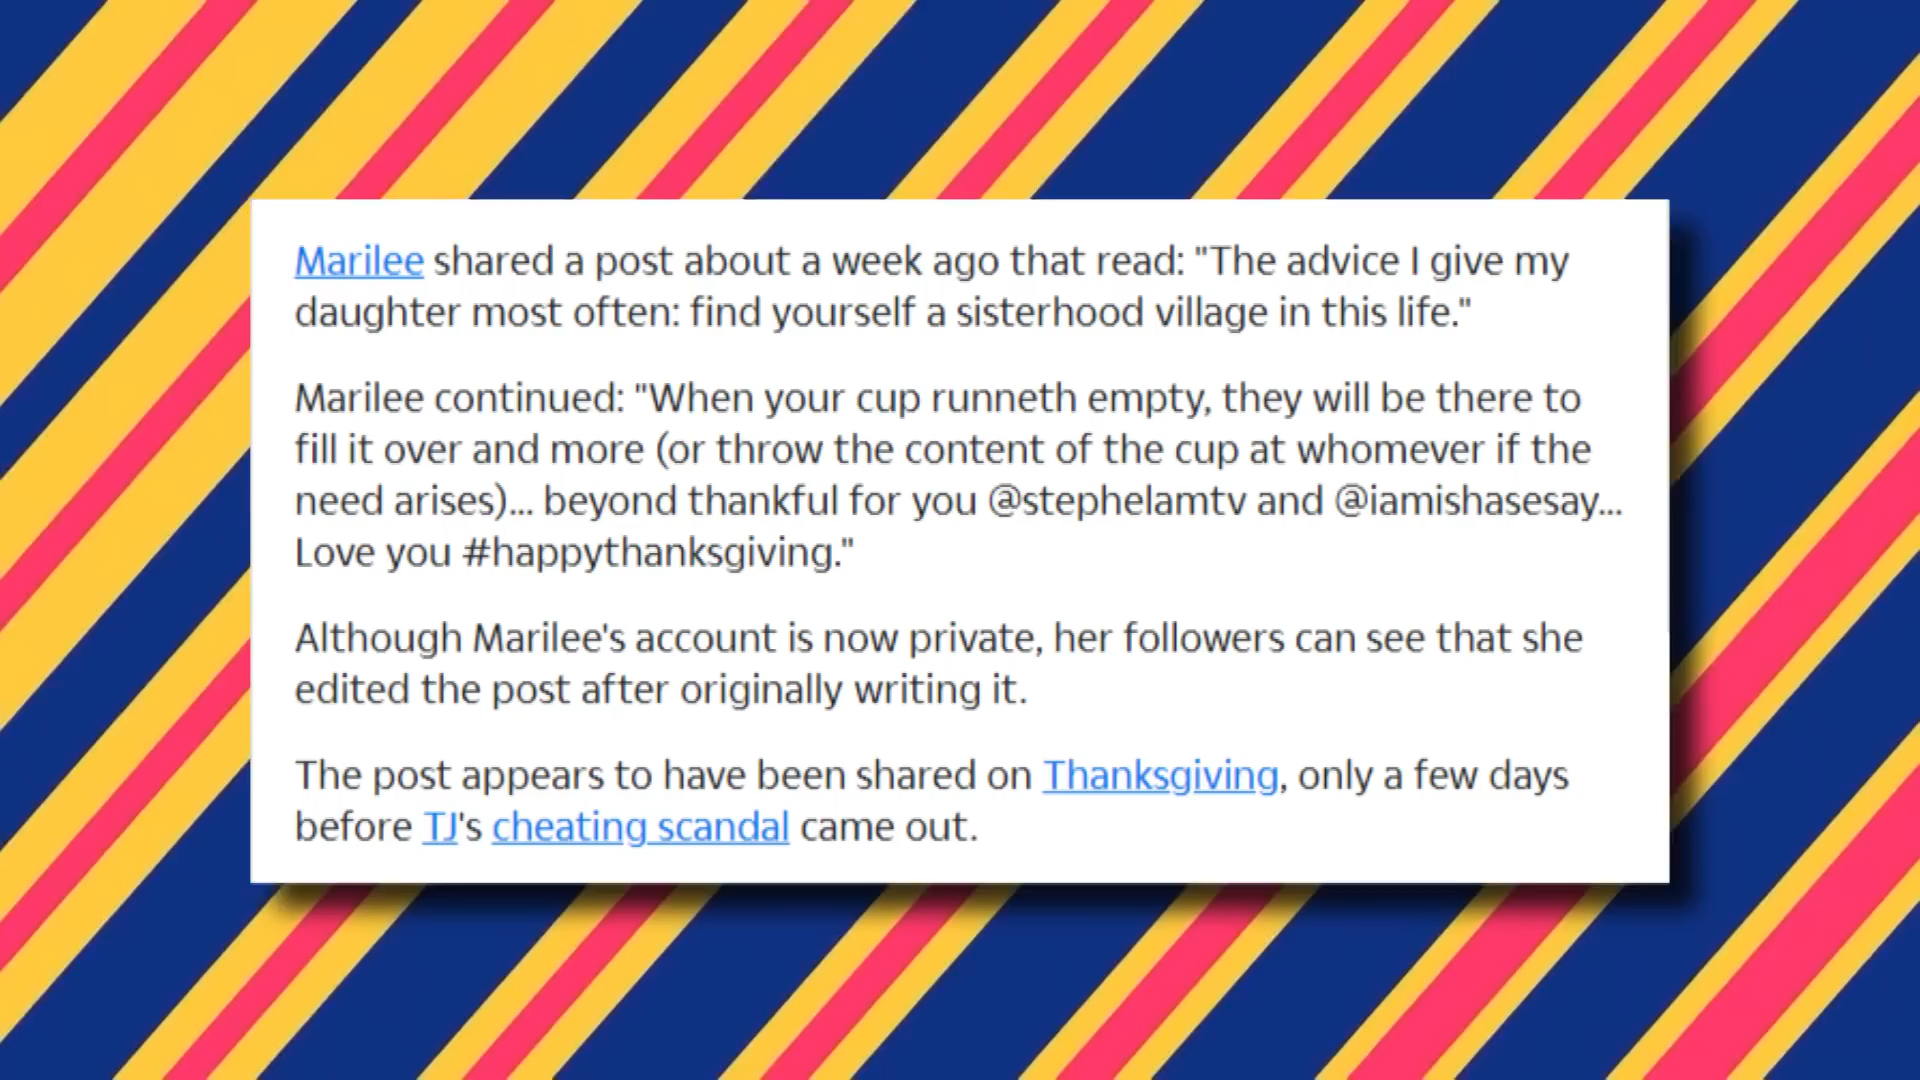 Marilee shared a post about a week ago that read: "The advice I give my
daughter most often: find yourself a sisterhood village in this life."
Marilee continued: "When your cup runneth empty, they will be there to
fill it over and more (or throw the content of the cup at whomever if the
need arises)... beyond thankful for you @stephelamtv and @iamishasesay...
Love you #happythanksgiving."
Although Marilee's account is now private, her followers can see that she
edited the post after originally writing it.
The post appears to have been shared on Thanksgiving, only a few days
before TJ's cheating scandal came out.